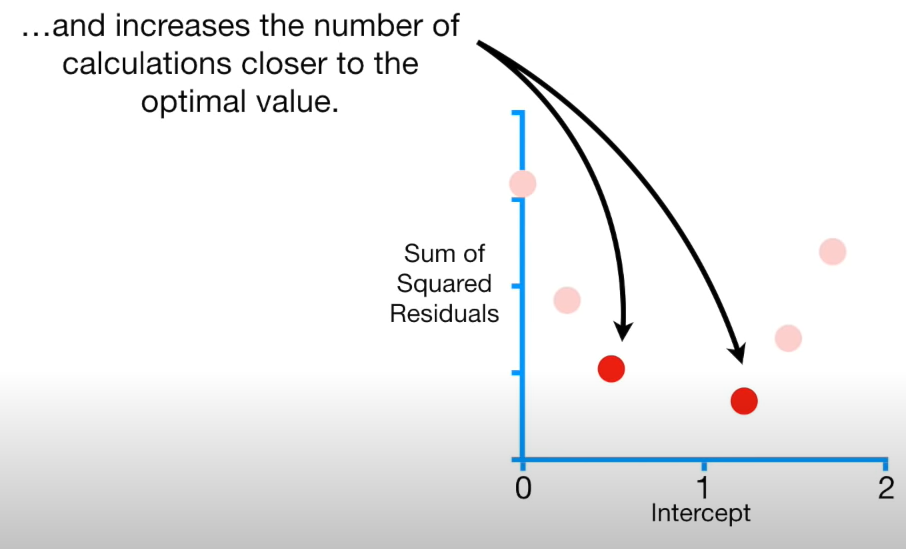 …and increases the number of
calculations closer to the
optimal value.
Sum of
Squared
Residuals
0
1
2
Intercept